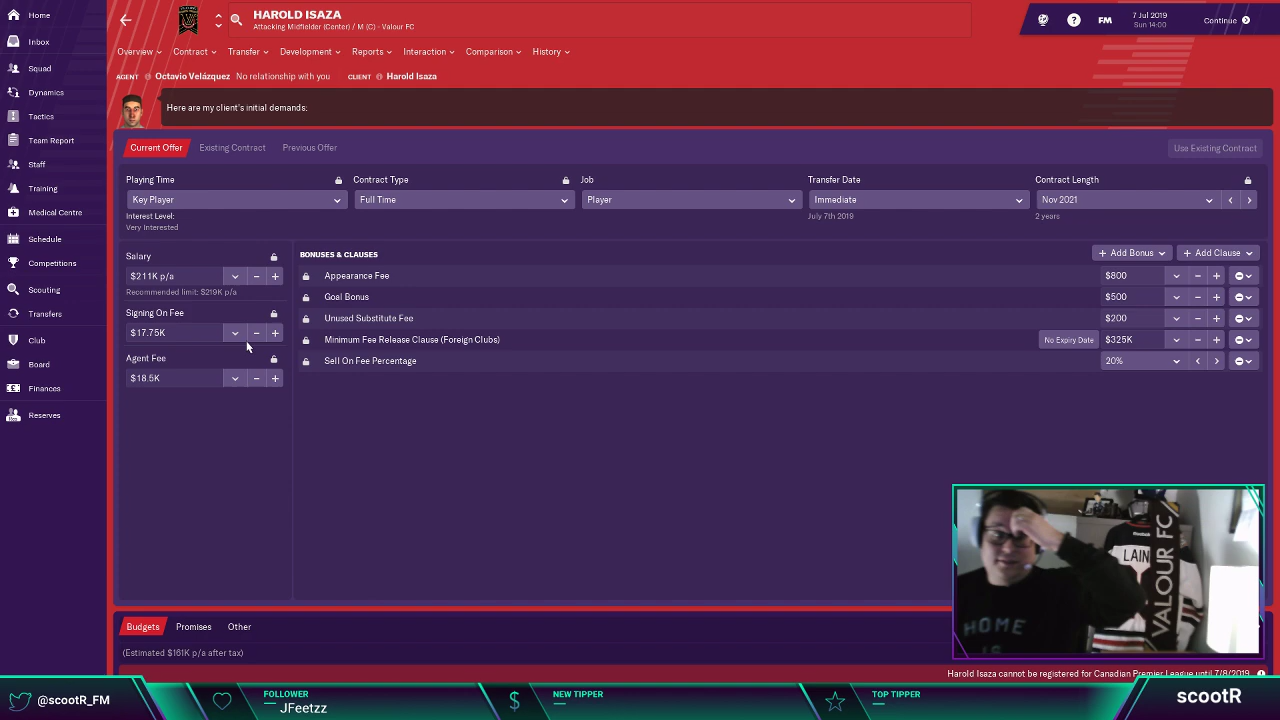 Home
HAROLD ISAZA
Attacking Midfielder (Center) / M (C) - Valour FC
FM
7 Jul 2019
Sun 14:00
Continue
Inbox
Squad
Dynamics
Tactics
Team Report
Staff
Training
Medical Centre
Schedule
Competitions
Scouting
Transfers
Club
Board
Finances
Reserves
Overview
Contract
Transfer
Development
Reports
Interaction
Comparison
History
AGENT Octavio Velázquez No relationship with you CLIENT Harold Isaza
Here are my client's initial demands:
Current Offer
Existing Contract
Previous Offer
Use Existing Contract
Playing Time
Contract Type
Job
Transfer Date
Contract Length
Key Player
Full Time
Player
Immediate
Nov 2021
Interest Level:
Very Interested
July 7th 2019
2 years
Salary
$211K p/a
Recommended limit: $219K p/a
Signing On Fee
$17.75K
Agent Fee
$18.5K
BONUSES & CLAUSES
+ Add Bonus
+ Add Clause
Appearance Fee $800
Goal Bonus $500
Unused Substitute Fee $200
Minimum Fee Release Clause (Foreign Clubs) No Expiry Date $325K
Sell On Fee Percentage 20%
LAIN
VALOUR FC
HOME
IS
Budgets
Promises
Other
(Estimated $161K p/a after tax)
Harold Isaza cannot be registered for Canadian Premier League until 7/8/2019
@scootR_FM
FOLLOWER
JFeetzz
NEW TIPPER
TOP TIPPER
scootR